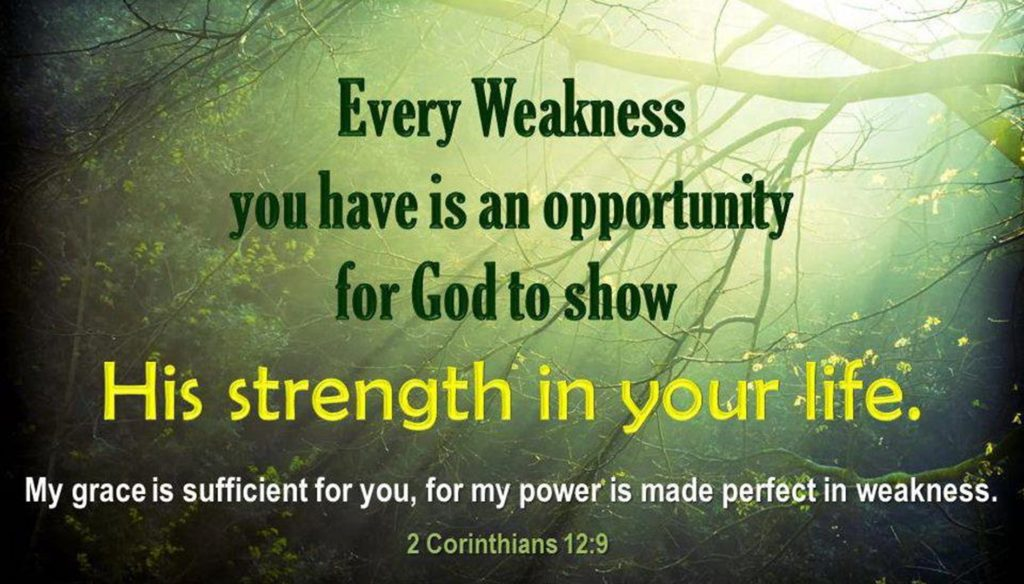 Every Weakness
you have is an opportunity
for God to show
His strength in your life.
My grace is sufficient for you, for my power is made perfect in weakness.
2 Corinthians 12:9